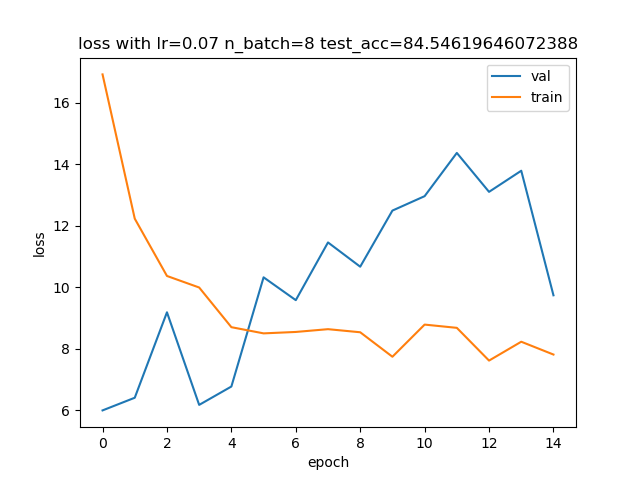 loss with lr=0.07 n_batch=8 test_acc=84.54619646072388
val
train
16
14
12
10
8
6
loss
0 2 4 6 8 10 12 14
epoch